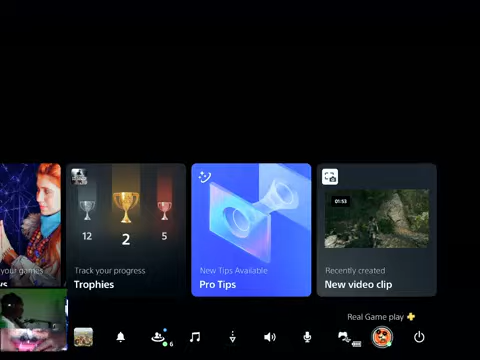 12
2
5
01:53
your games
Track your progress
Trophies
New Tips Available
Pro Tips
Recently created
New video clip
Real Game play
6